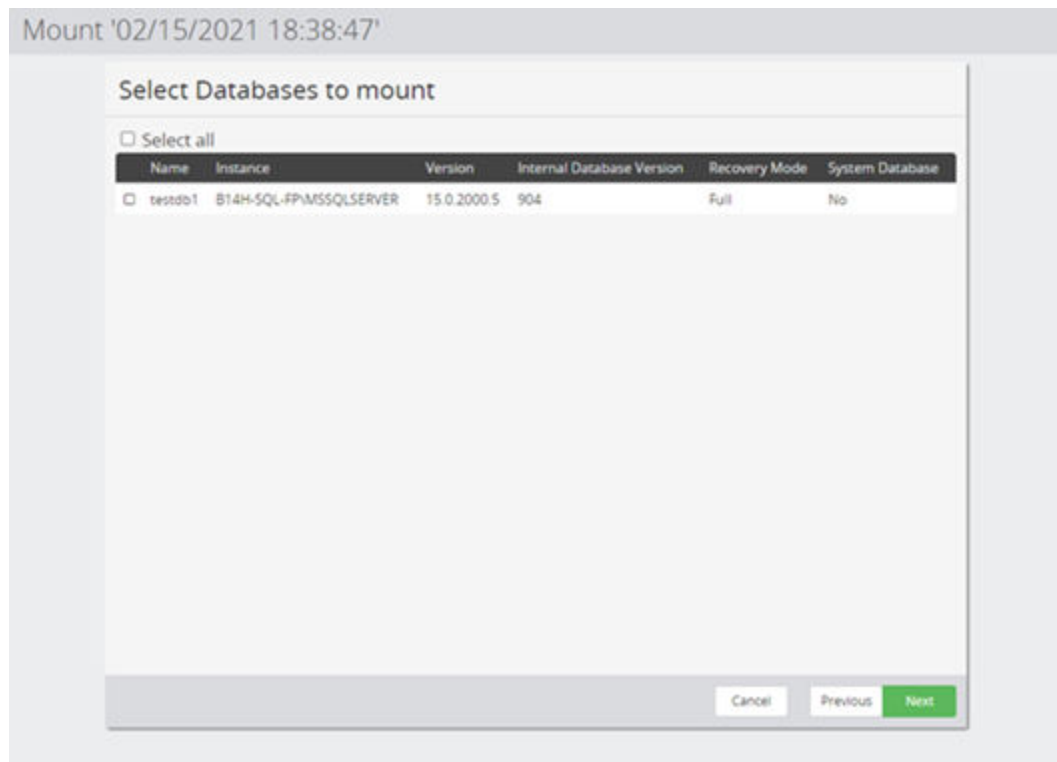 Mount '02/15/2021 18:38:47'
Select Databases to mount
Select all
Name Instance Version Internal Database Version Recovery Mode System Database
testdb1 B14H-SQL-FP\MSSQLSERVER 15.0.2000.5 904 Full No
Cancel Previous Next